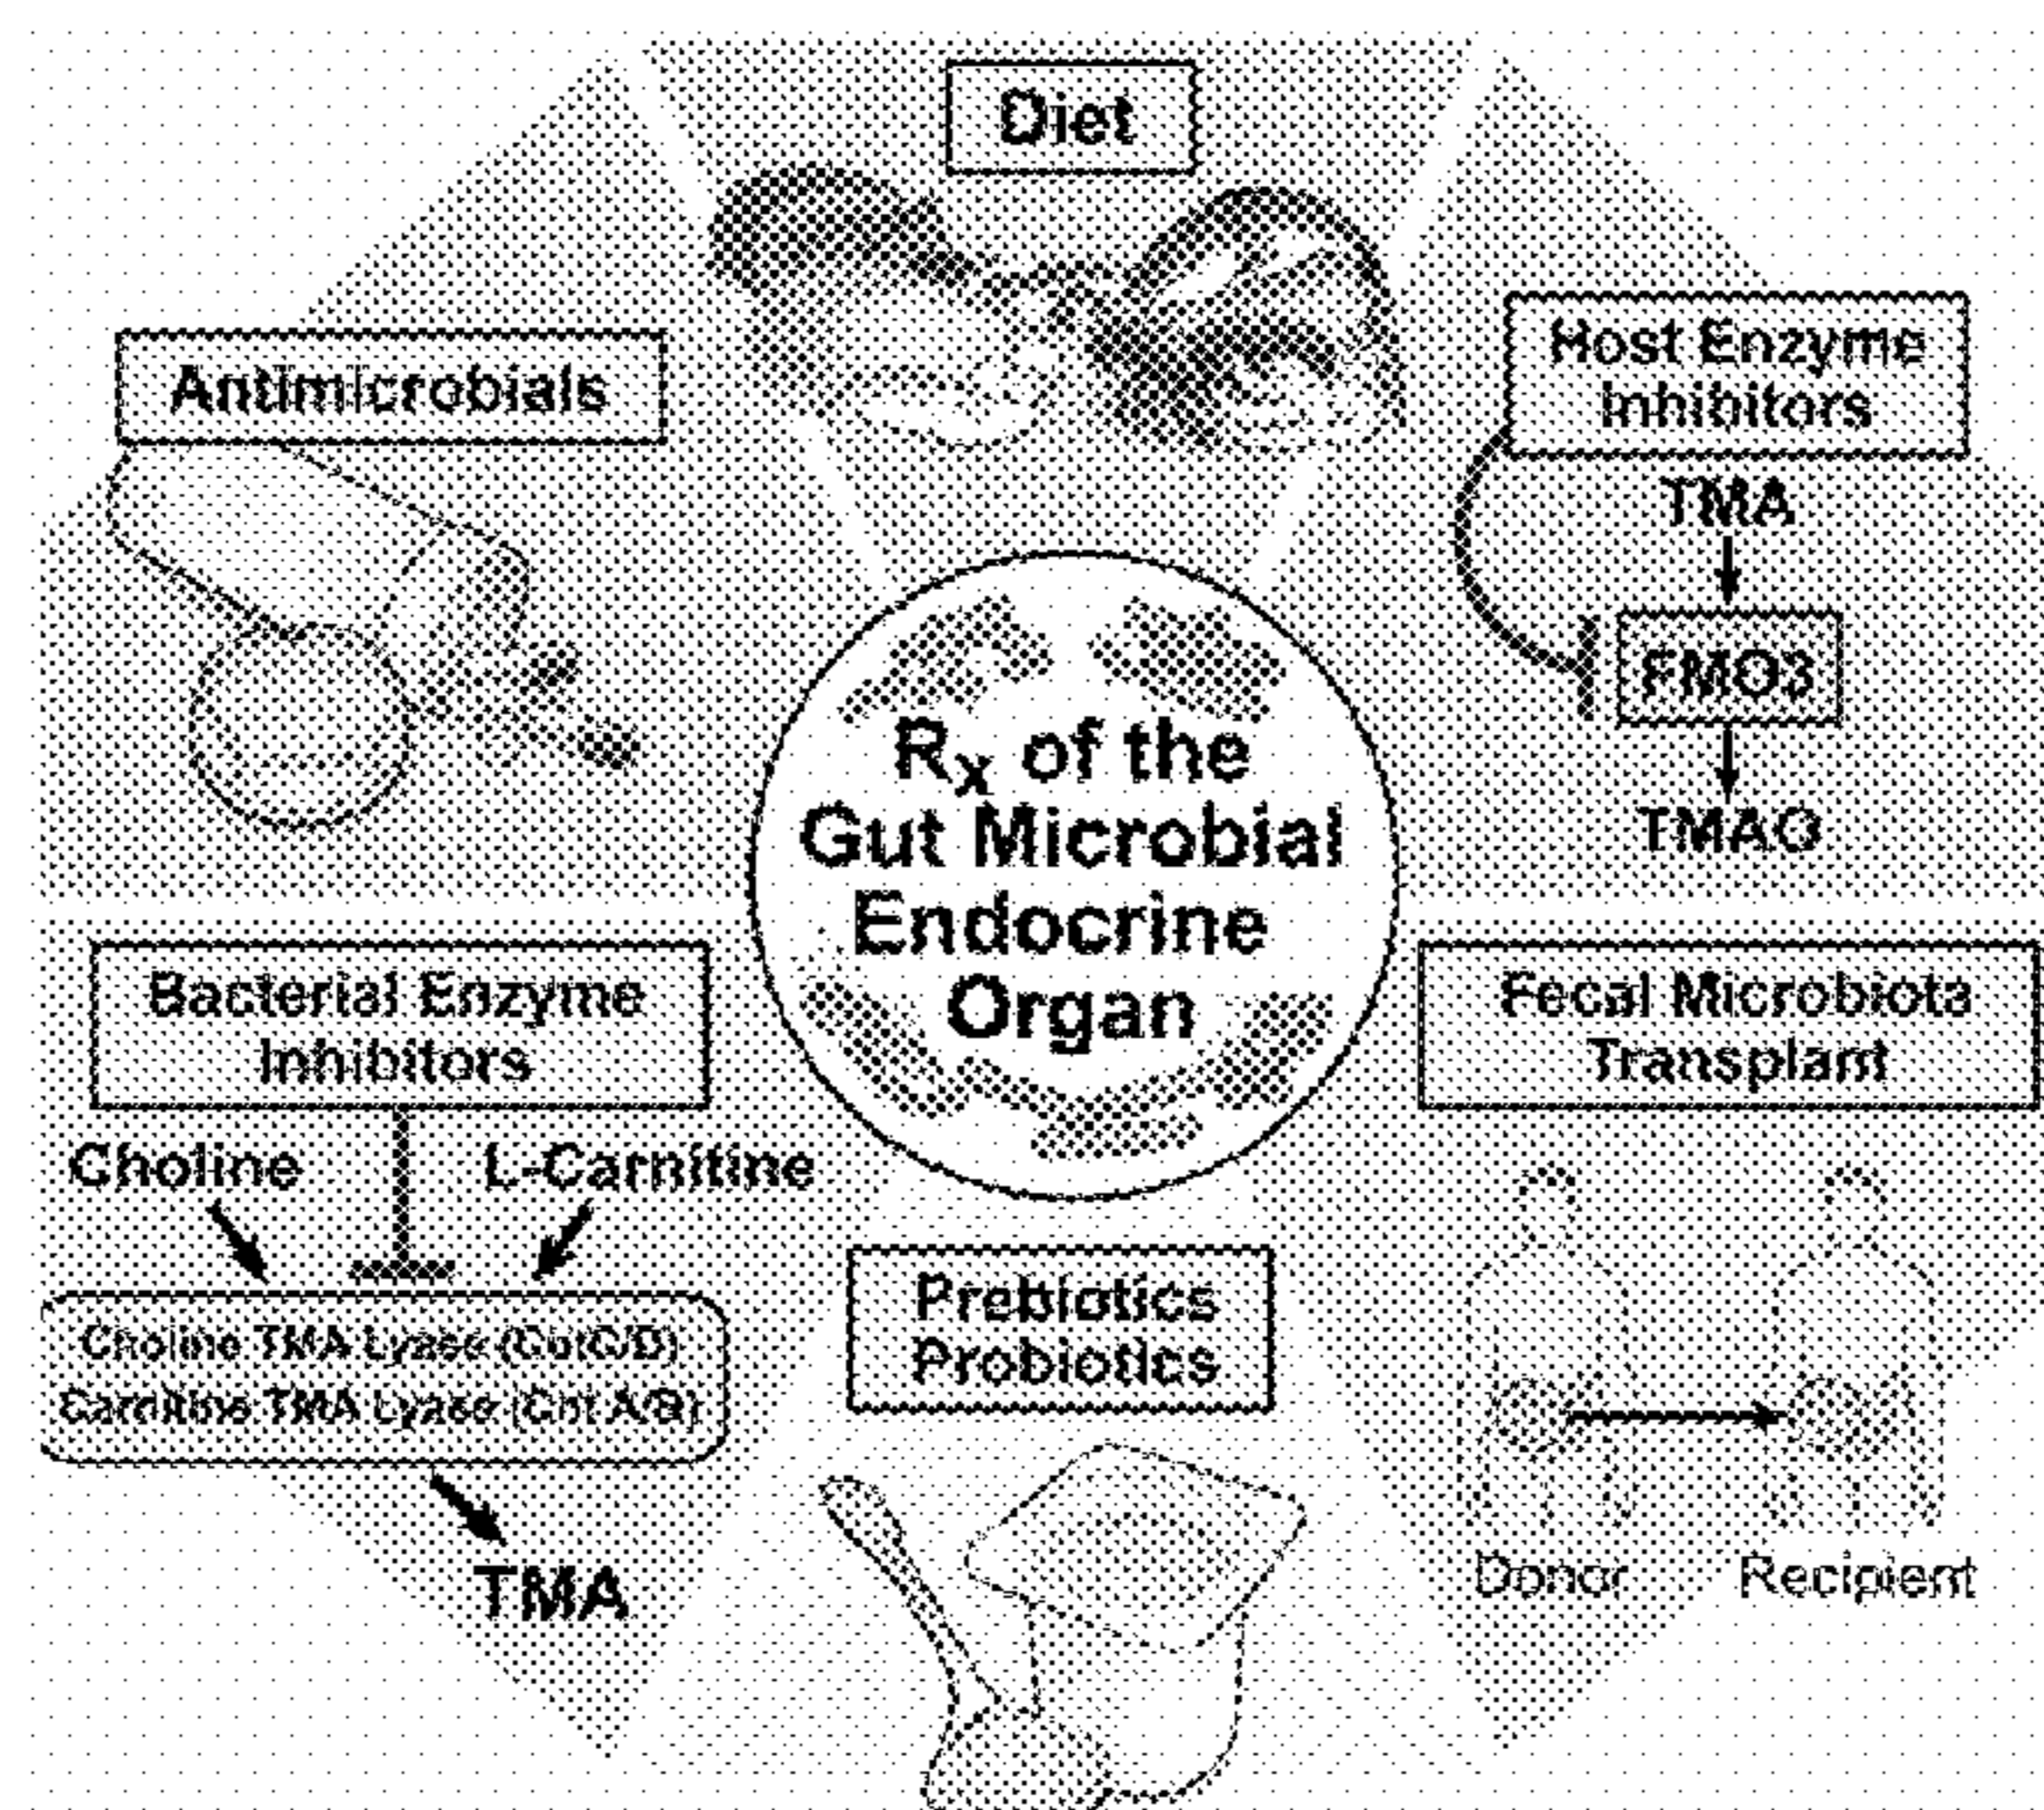 Diet
Antimicrobials
Host Enzyme
Inhibitors
TMA
FMO3
TMAO
Rx of the
Gut Microbial
Endocrine
Organ
Bacterial Enzyme
Inhibitors
Choline
L-Carnitine
Choline TMA Lyase (CutC/D)
Carnitine TMA Lyase (Cnt A/B)
TMA
Prebiotics
Probiotics
Fecal Microbiota
Transplant
Donor
Recipient